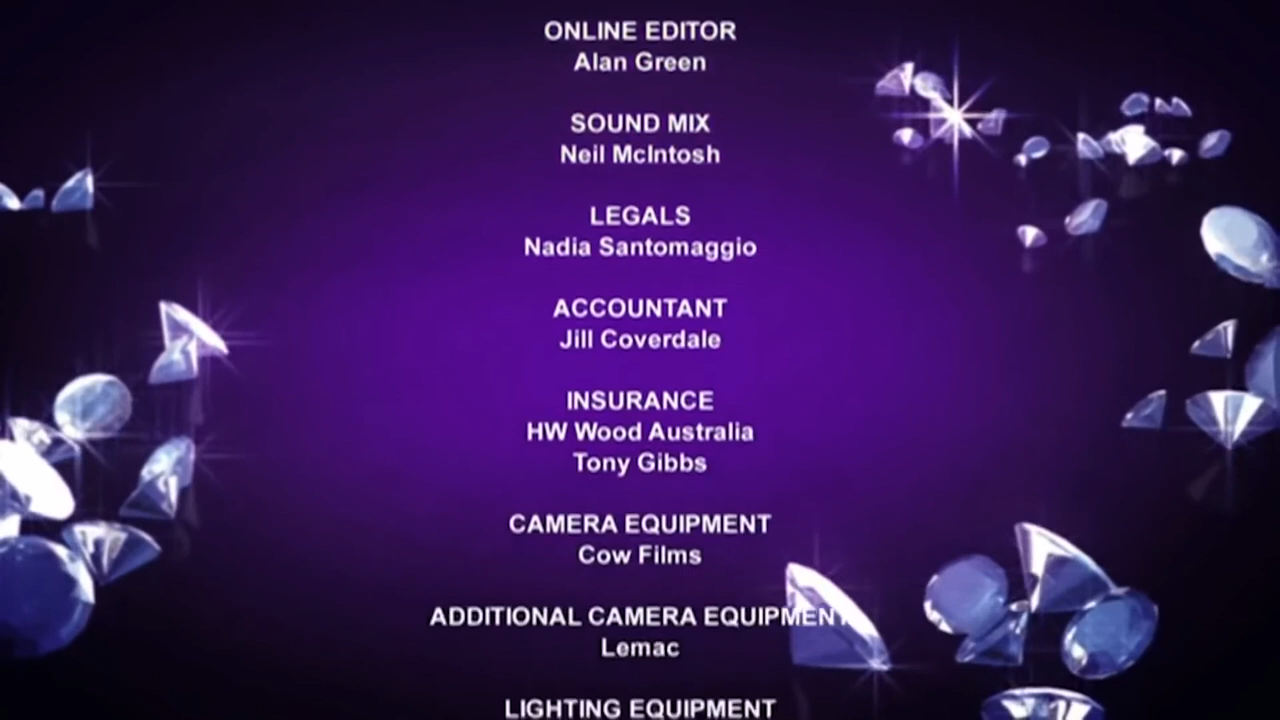 ONLINE EDITOR
Alan Green
SOUND MIX
Neil McIntosh
LEGALS
Nadia Santomaggio
ACCOUNTANT
Jill Coverdale
INSURANCE
HW Wood Australia
Tony Gibbs
CAMERA EQUIPMENT
Cow Films
ADDITIONAL CAMERA EQUIPMENT
Lemac
LIGHTING EQUIPMENT